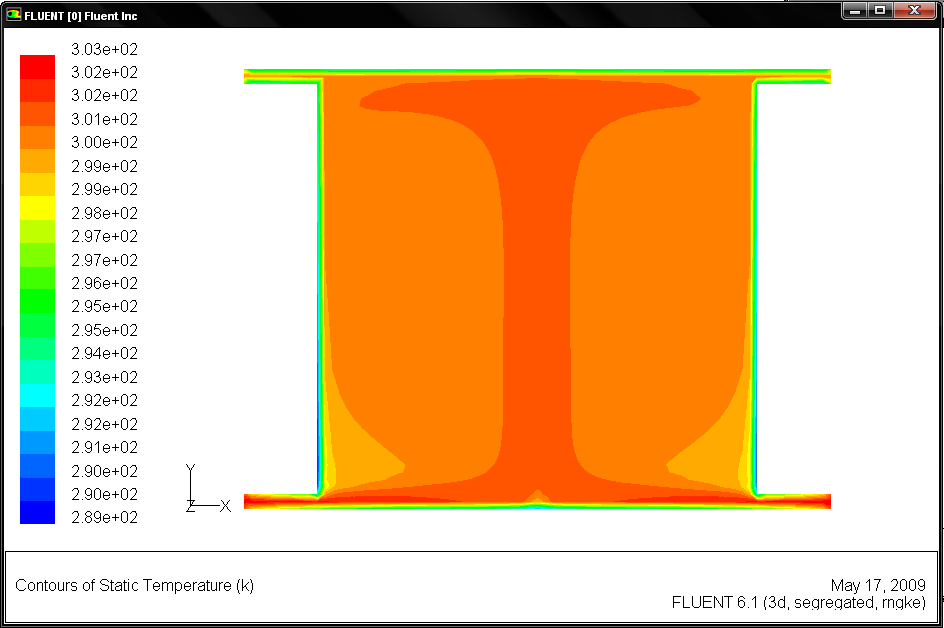 FLUENT [0] Fluent Inc
3.03e+02
3.02e+02
3.02e+02
3.01e+02
3.00e+02
2.99e+02
2.99e+02
2.98e+02
2.97e+02
2.97e+02
2.96e+02
2.95e+02
2.95e+02
2.94e+02
2.93e+02
2.92e+02
2.92e+02
2.91e+02
2.90e+02
2.90e+02
2.89e+02
Y
Z X
Contours of Static Temperature (k)
May 17, 2009
FLUENT 6.1 (3d, segregated, rngke)